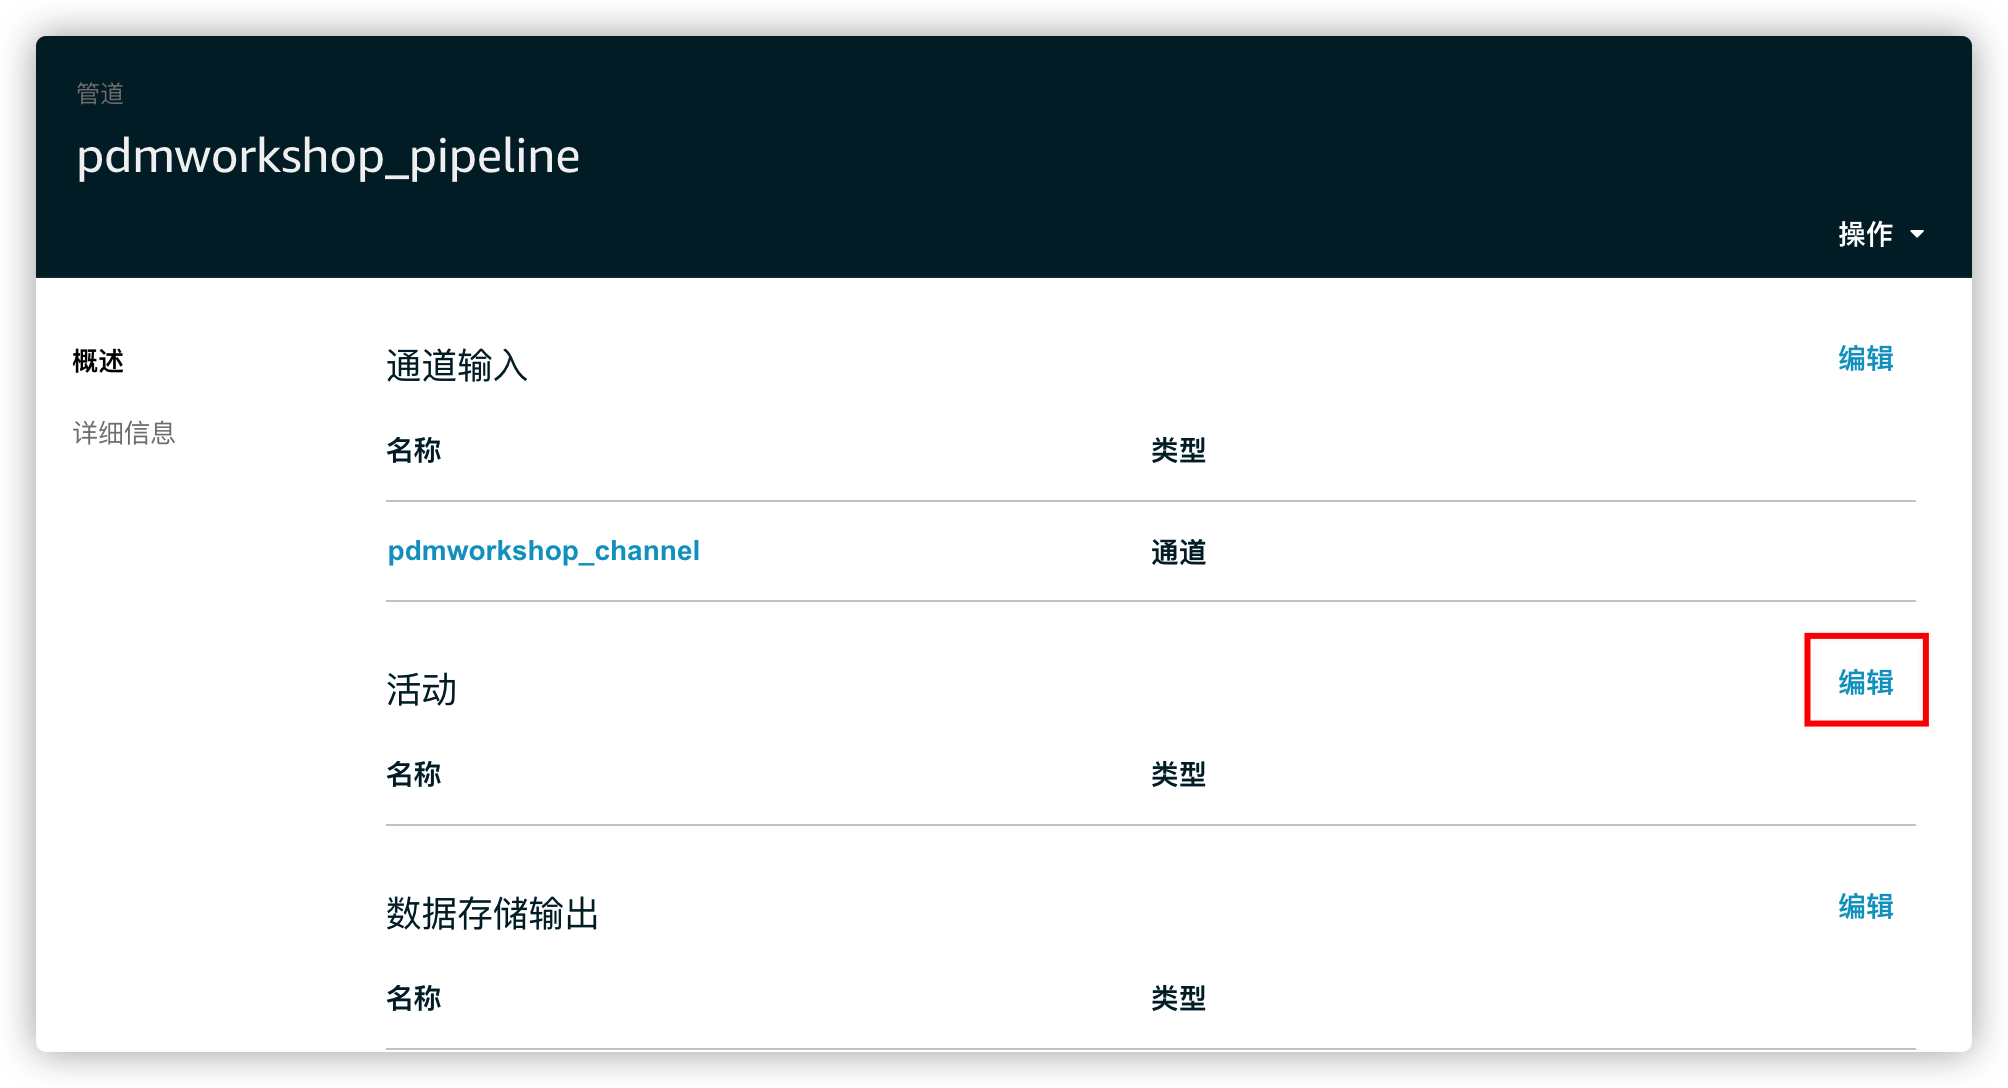 管道
pdmworkshop_pipeline
操作
概述
详细信息
通道输入 编辑
名称 类型
pdmworkshop_channel 通道
活动 编辑
名称 类型
数据存储输出 编辑
名称 类型